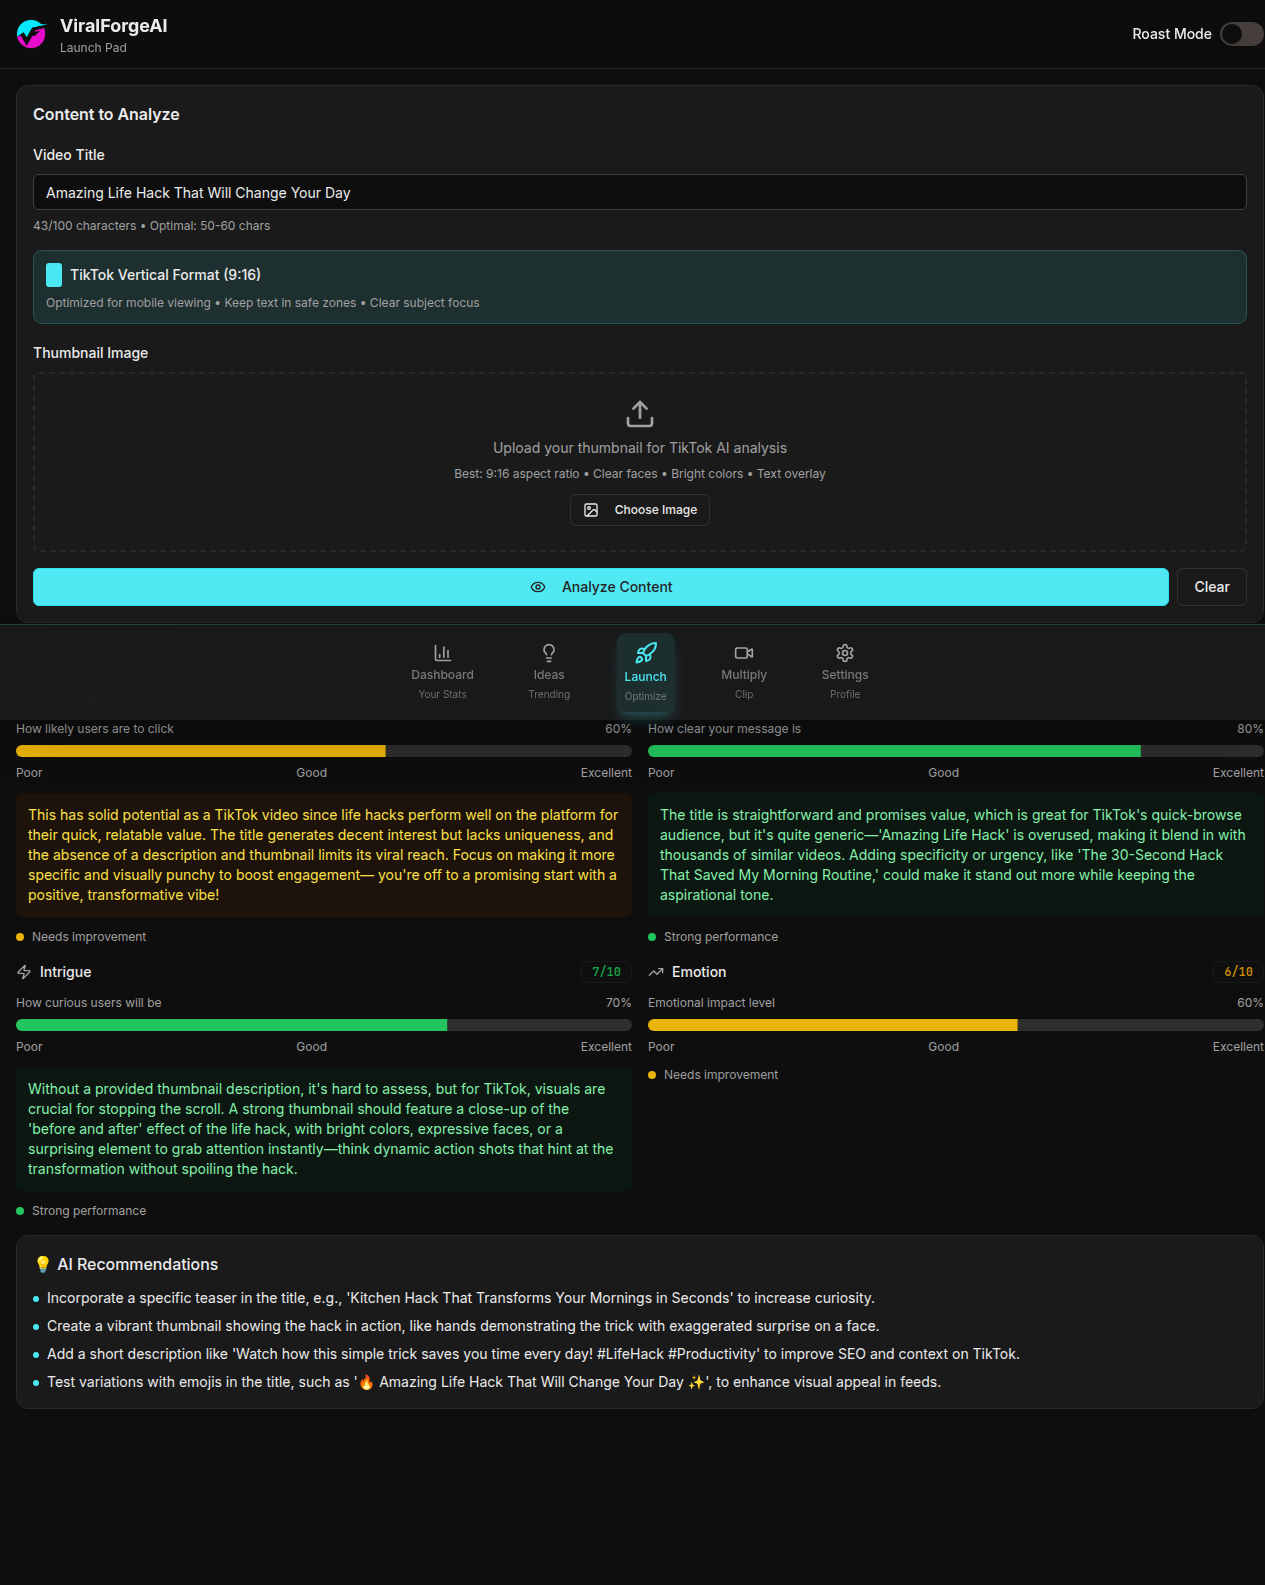 ViralForgeAI
Launch Pad
Roast Mode
Content to Analyze
Video Title
Amazing Life Hack That Will Change Your Day
43/100 characters • Optimal: 50-60 chars
TikTok Vertical Format (9:16)
Optimized for mobile viewing • Keep text in safe zones • Clear subject focus
Thumbnail Image
Upload your thumbnail for TikTok AI analysis
Best: 9:16 aspect ratio • Clear faces • Bright colors • Text overlay
Choose Image
Analyze Content
Clear
Dashboard
Your Stats
Ideas
Trending
Launch
Optimize
Multiply
Clip
Settings
Profile
How likely users are to click 60%
Poor Good Excellent
This has solid potential as a TikTok video since life hacks perform well on the platform for
their quick, relatable value. The title generates decent interest but lacks uniqueness, and
the absence of a description and thumbnail limits its viral reach. Focus on making it more
specific and visually punchy to boost engagement— you're off to a promising start with a
positive, transformative vibe!
Needs improvement
How clear your message is 80%
Poor Good Excellent
The title is straightforward and promises value, which is great for TikTok's quick-browse
audience, but it's quite generic—'Amazing Life Hack' is overused, making it blend in with
thousands of similar videos. Adding specificity or urgency, like 'The 30-Second Hack
That Saved My Morning Routine,' could make it stand out more while keeping the
aspirational tone.
Strong performance
Intrigue 7/10
How curious users will be 70%
Poor Good Excellent
Without a provided thumbnail description, it's hard to assess, but for TikTok, visuals are
crucial for stopping the scroll. A strong thumbnail should feature a close-up of the
'before and after' effect of the life hack, with bright colors, expressive faces, or a
surprising element to grab attention instantly—think dynamic action shots that hint at the
transformation without spoiling the hack.
Strong performance
Emotion 6/10
Emotional impact level 60%
Poor Good Excellent
Needs improvement
💡 AI Recommendations
Incorporate a specific teaser in the title, e.g., 'Kitchen Hack That Transforms Your Mornings in Seconds' to increase curiosity.
Create a vibrant thumbnail showing the hack in action, like hands demonstrating the trick with exaggerated surprise on a face.
Add a short description like 'Watch how this simple trick saves you time every day! #LifeHack #Productivity' to improve SEO and context on TikTok.
Test variations with emojis in the title, such as '🔥 Amazing Life Hack That Will Change Your Day ✨', to enhance visual appeal in feeds.